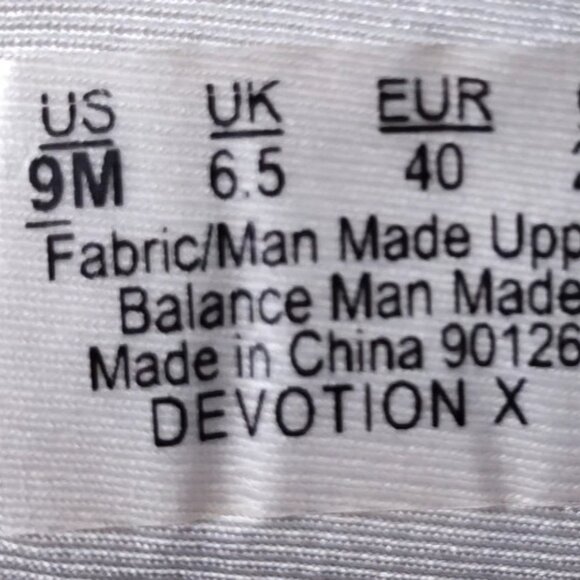 US UK EUR
9M 6.5 40
Fabric/Man Made Upp
Balance Man Made
Made in China 90126
DEVOTION X